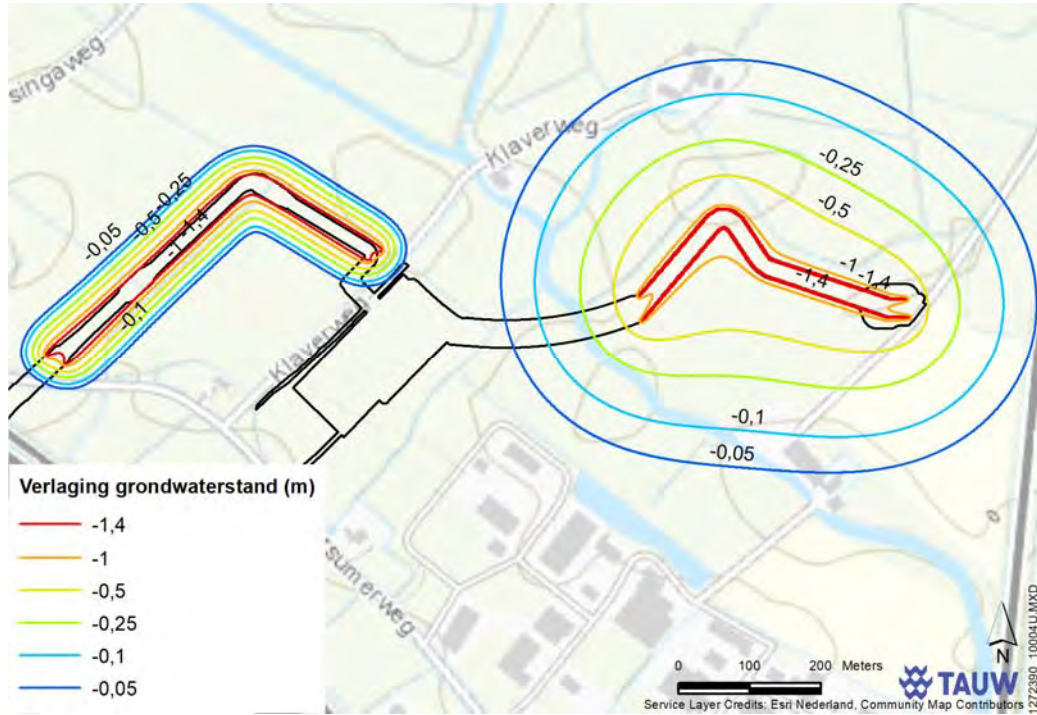 singaweg
Klaverweg
-0,25
-0,5
-0,05
-0,25
-0,5
-1
-1,4
-0,1
-1
-1,4
-1,4
Klaverweg
-0,1
-0,05
Verlaging grondwaterstand (m)
-1,4
-1
-0,5
-0,25
-0,1
-0,05
rsumerweg
0 100 200 Meters
N
TAUW
Service Layer Credits: Esri Nederland, Community Map Contributors
1272390_10004U.MXD